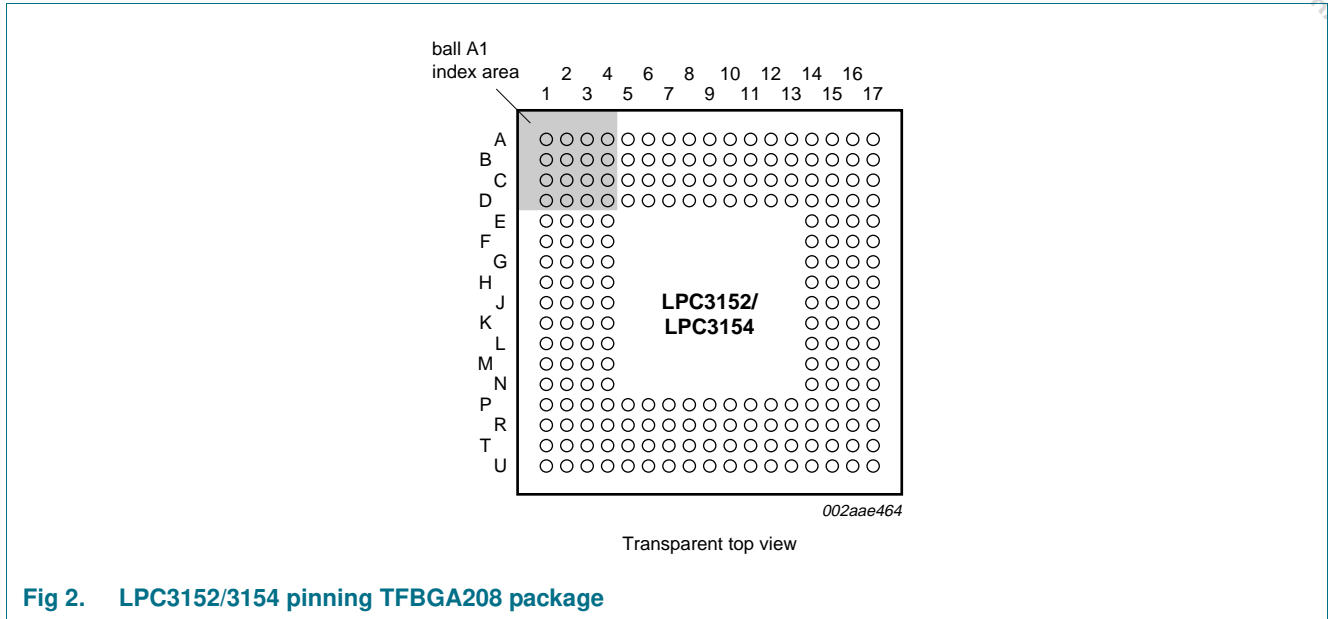 ball A1
index area
2 4 6 8 10 12 14 16
1 3 5 7 9 11 13 15 17
A
B
C
D
E
F
G
H
J
K
L
M
N
P
R
T
U
LPC3152/
LPC3154
002aae464
Transparent top view
Fig 2. LPC3152/3154 pinning TFBGA208 package